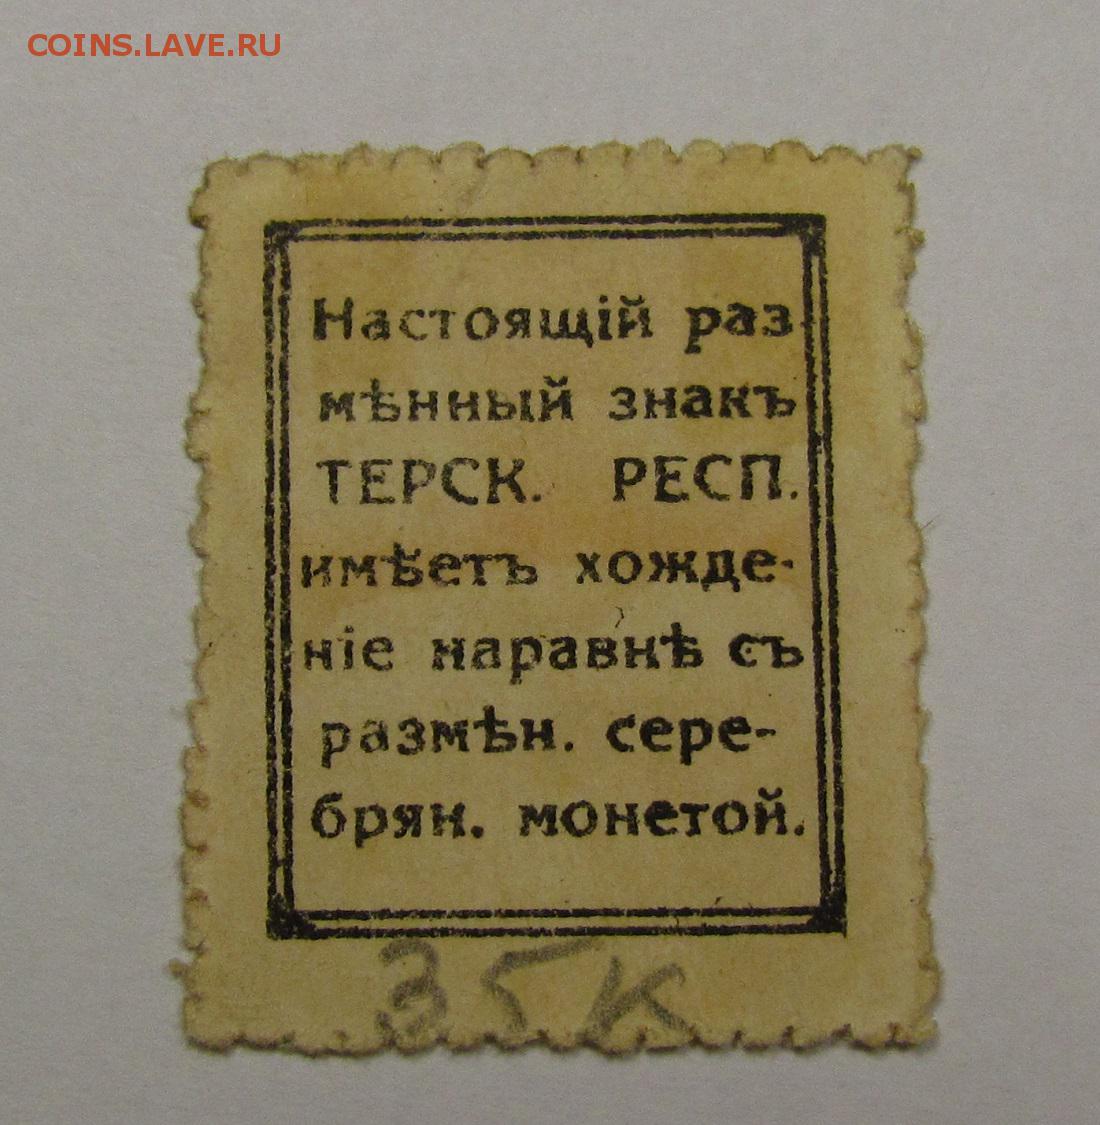 COINS.LAVE.RU
Настоящій раз-
мѣнный знакъ
ТЕРСК. РЕСП.
имѣетъ хожде-
ніе наравнѣ съ
размѣн. сере-
брян. монетой.
35к